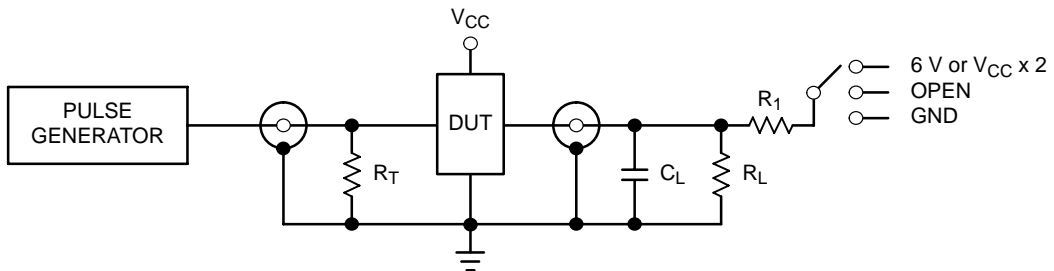 V_CC
PULSE
GENERATOR
R_T
DUT
C_L
R_L
R_1
6 V or V_CC x 2
OPEN
GND